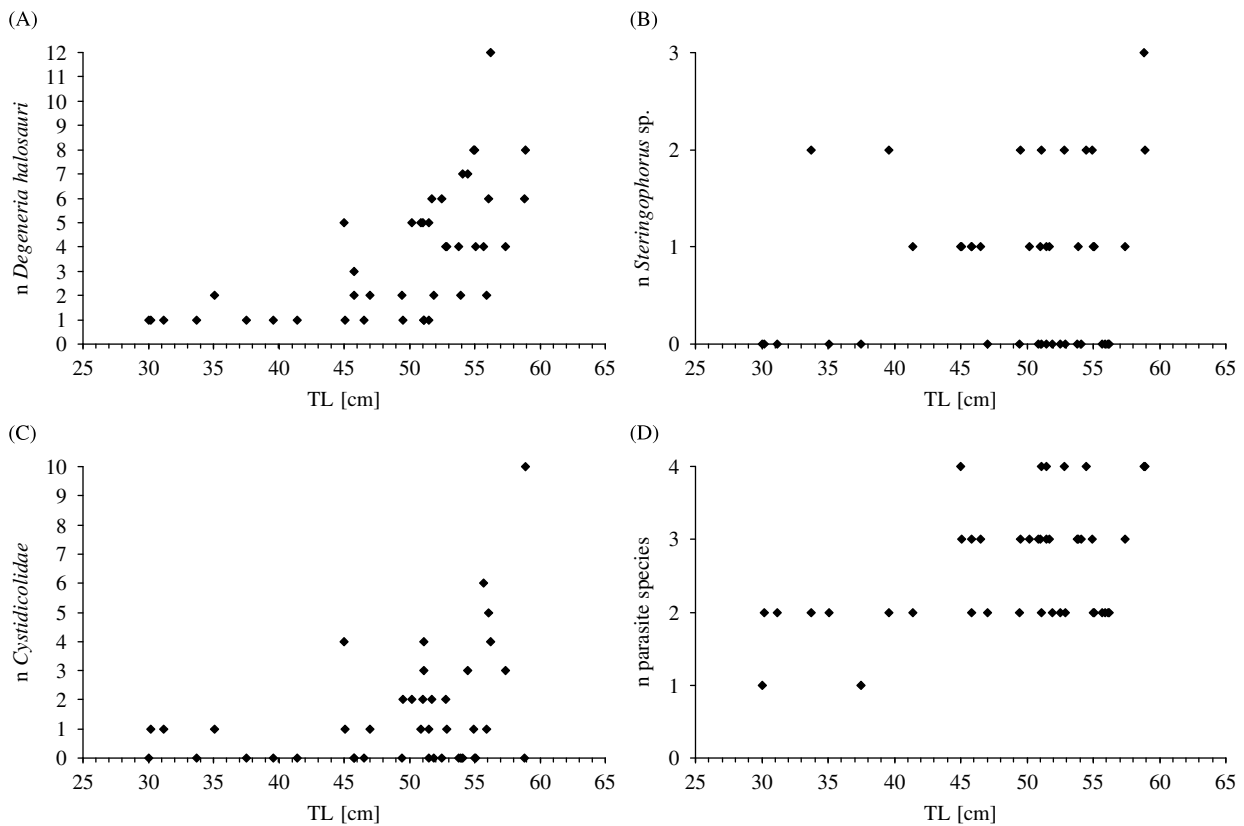 (A)
n Degeneria halosauri
12
11
10
9
8
7
6
5
4
3
2
1
0
25 30 35 40 45 50 55 60 65
TL [cm]
(B)
n Steringophorus sp.
3
2
1
0
25 30 35 40 45 50 55 60 65
TL [cm]
(C)
n Cystidicolidae
10
9
8
7
6
5
4
3
2
1
0
25 30 35 40 45 50 55 60 65
TL [cm]
(D)
n parasite species
4
3
2
1
0
25 30 35 40 45 50 55 60 65
TL [cm]